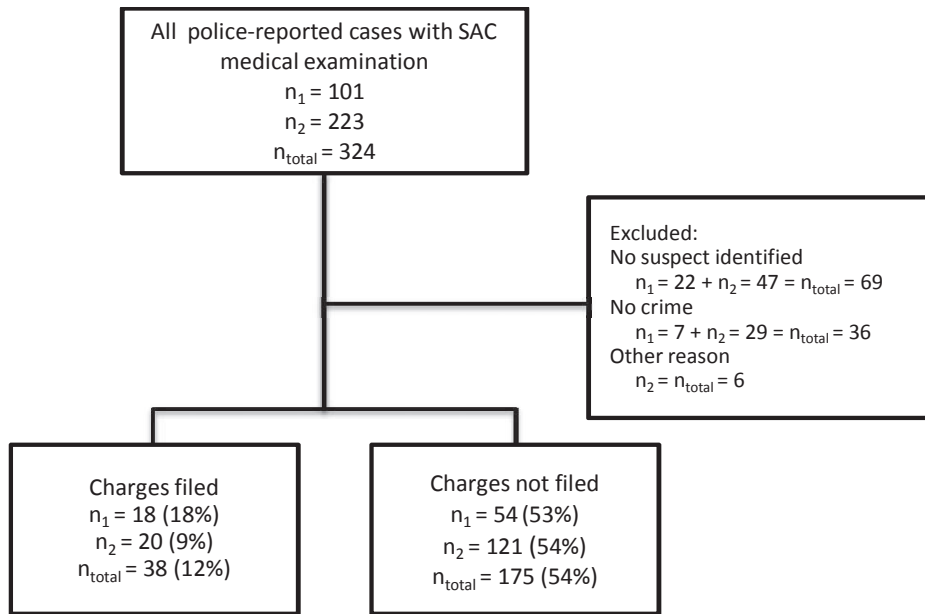 All police-reported cases with SAC
medical examination
n₁ = 101
n₂ = 223
nₜₒₜₐₗ = 324
Excluded:
No suspect identified
n₁ = 22 + n₂ = 47 = nₜₒₜₐₗ = 69
No crime
n₁ = 7 + n₂ = 29 = nₜₒₜₐₗ = 36
Other reason
n₂ = nₜₒₜₐₗ = 6
Charges filed
n₁ = 18 (18%)
n₂ = 20 (9%)
nₜₒₜₐₗ = 38 (12%)
Charges not filed
n₁ = 54 (53%)
n₂ = 121 (54%)
nₜₒₜₐₗ = 175 (54%)